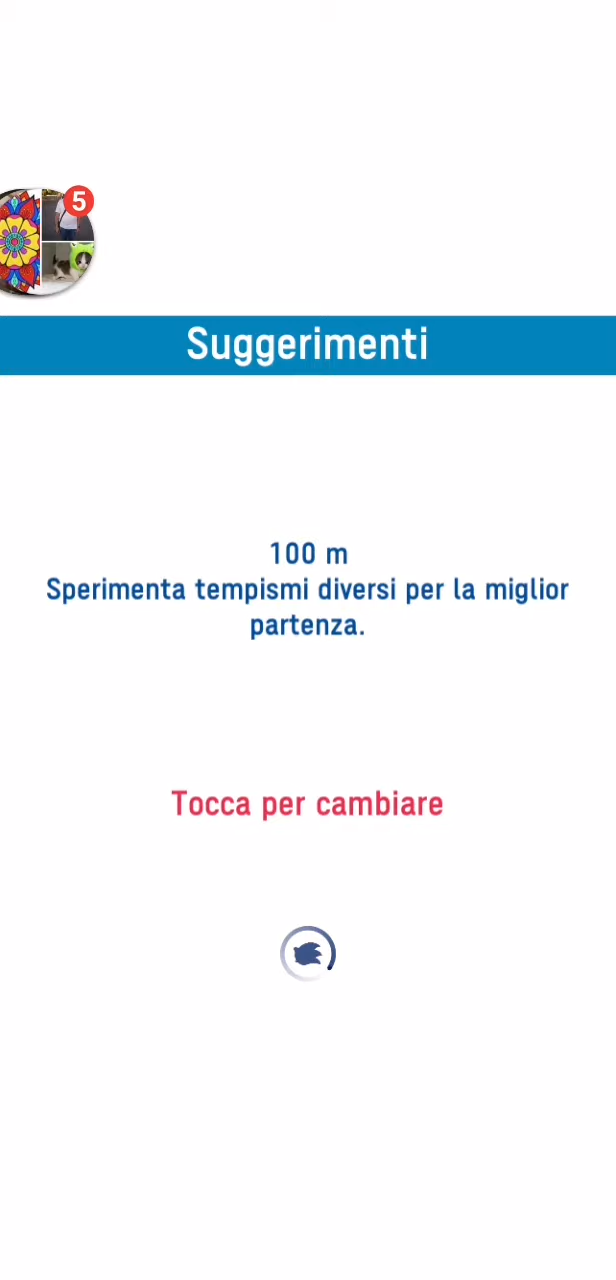 5
Suggerimenti
100 m
Sperimenta tempismi diversi per la miglior
partenza.
Tocca per cambiare